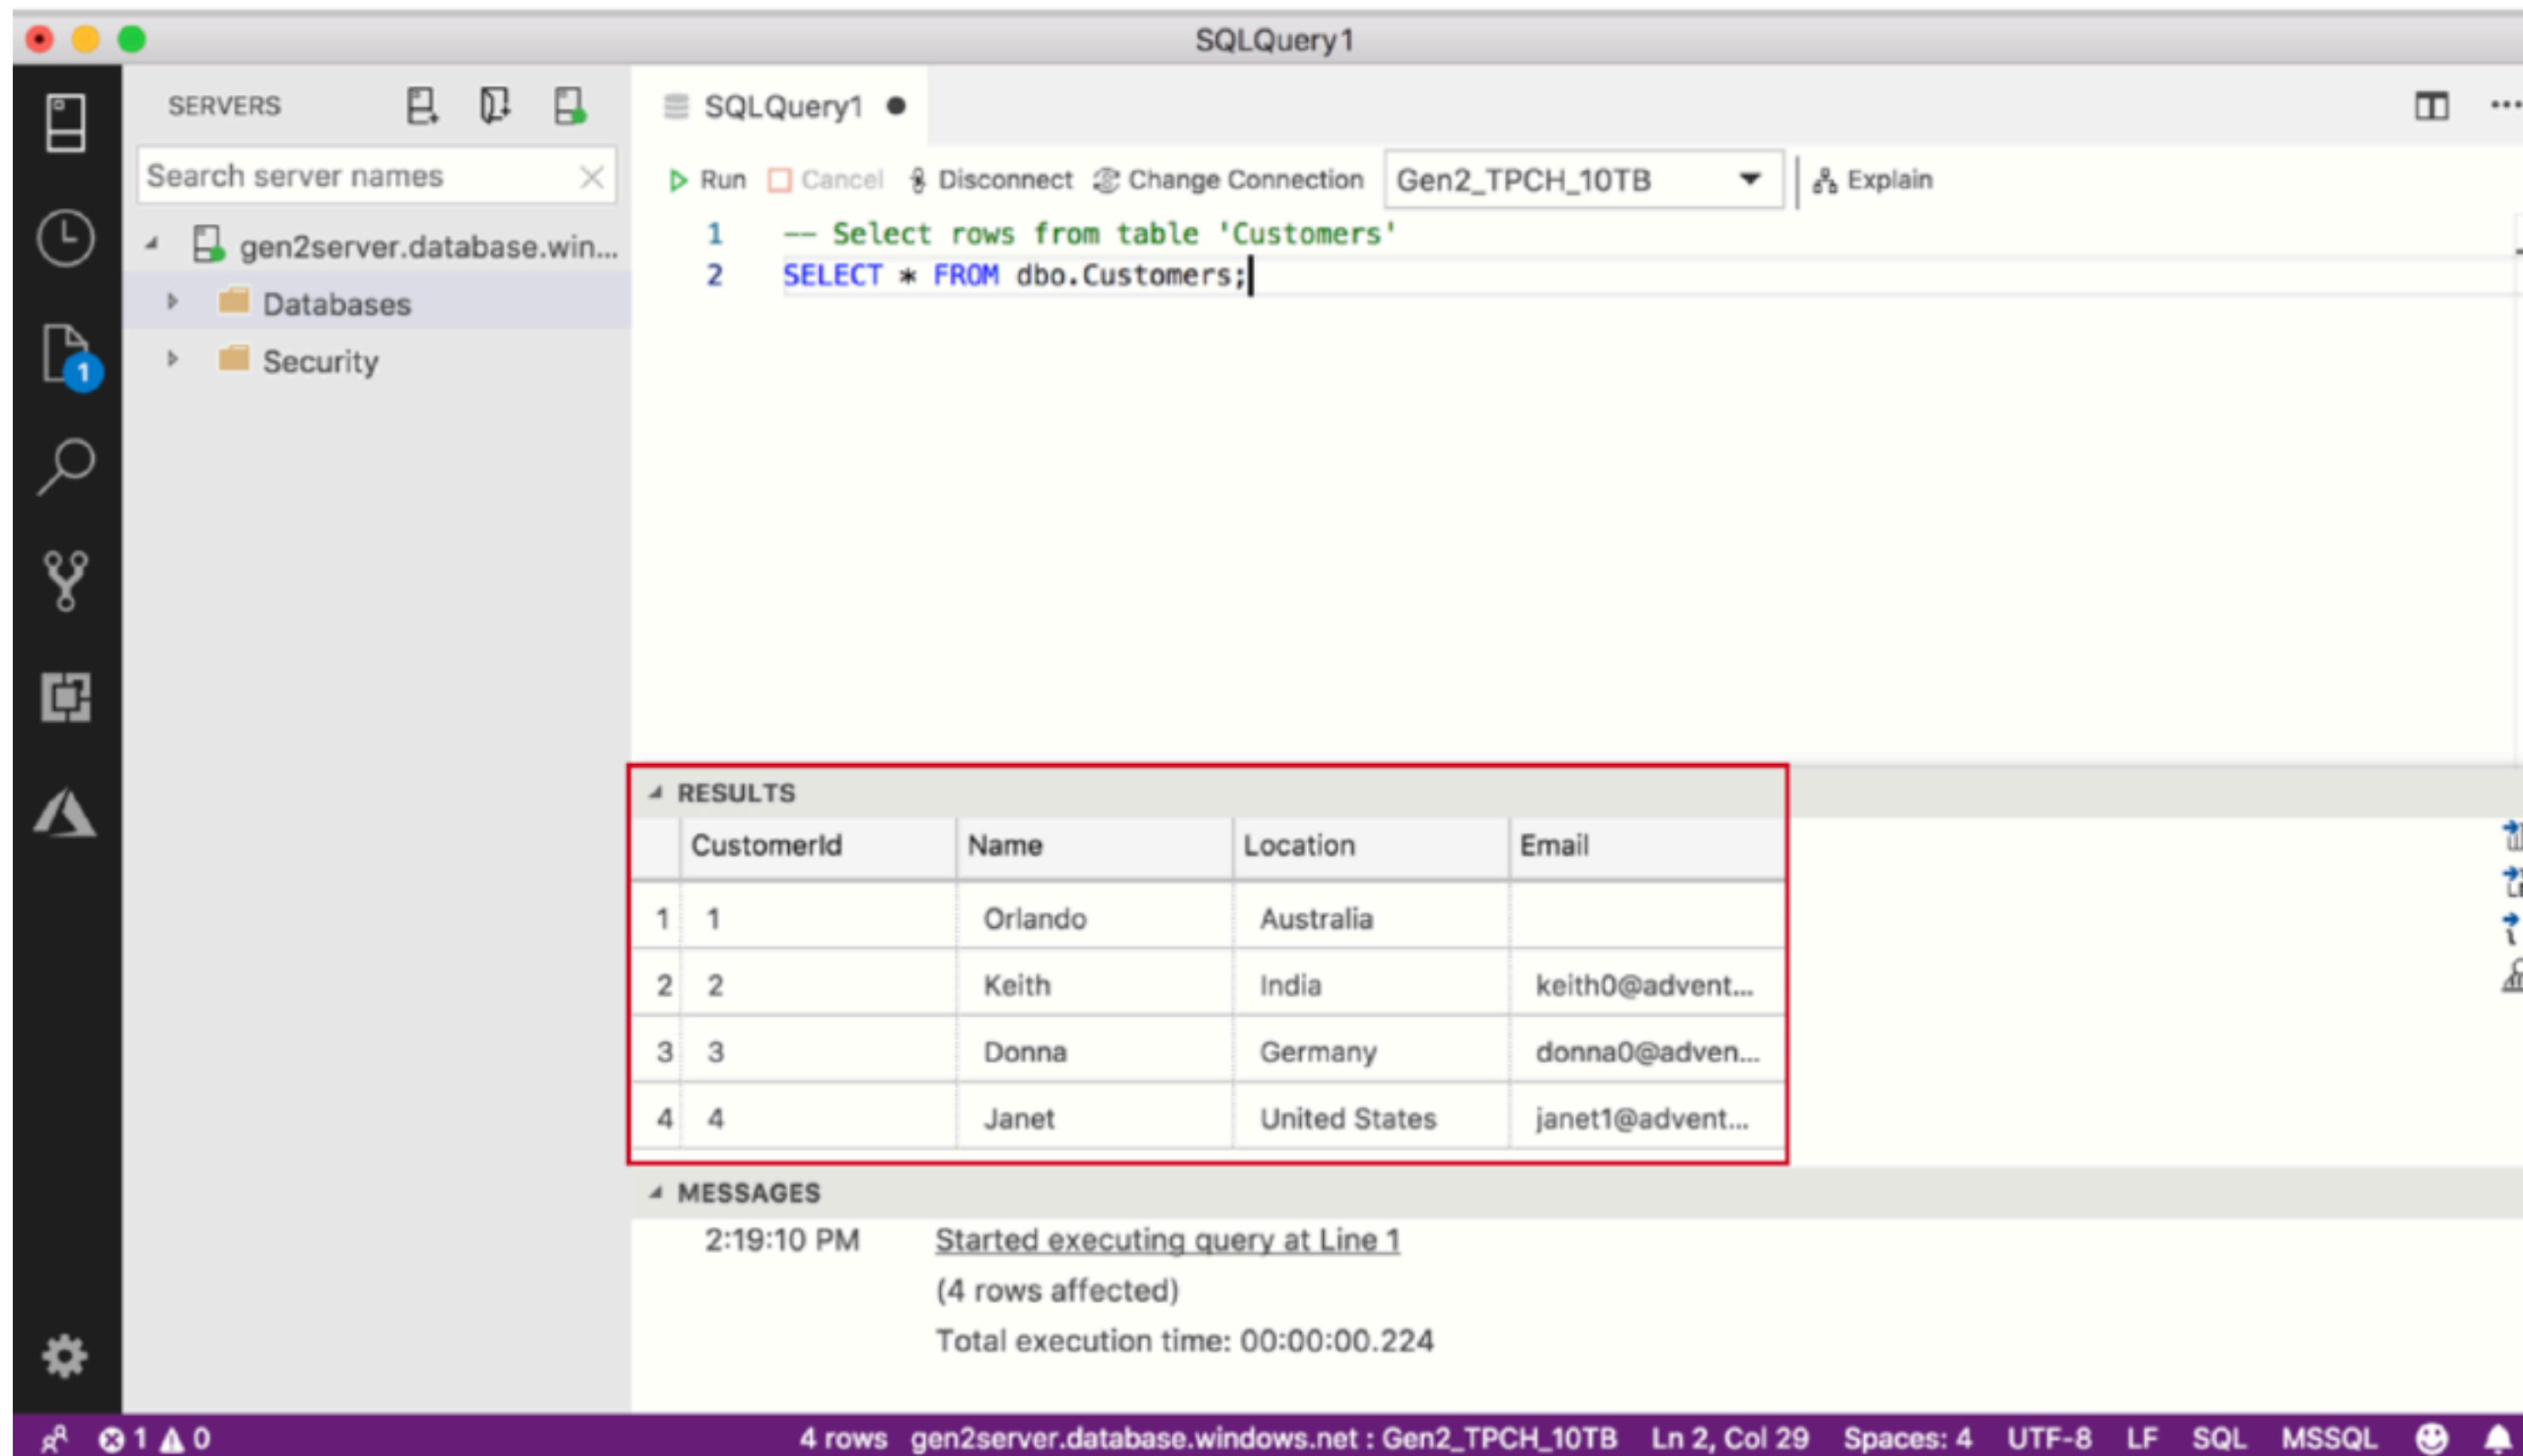 SQLQuery1
SERVERS
SQLQuery1
Search server names
Run Cancel Disconnect Change Connection Gen2_TPCH_10TB Explain
gen2server.database.win...
Databases
Security
1
1 -- Select rows from table 'Customers'
2 SELECT * FROM dbo.Customers;
RESULTS
CustomerId Name Location Email
1 1 Orlando Australia
2 2 Keith India keith0@advent...
3 3 Donna Germany donna0@adven...
4 4 Janet United States janet1@advent...
MESSAGES
2:19:10 PM Started executing query at Line 1
(4 rows affected)
Total execution time: 00:00:00.224
1 0 4 rows gen2server.database.windows.net : Gen2_TPCH_10TB Ln 2, Col 29 Spaces: 4 UTF-8 LF SQL MSSQL